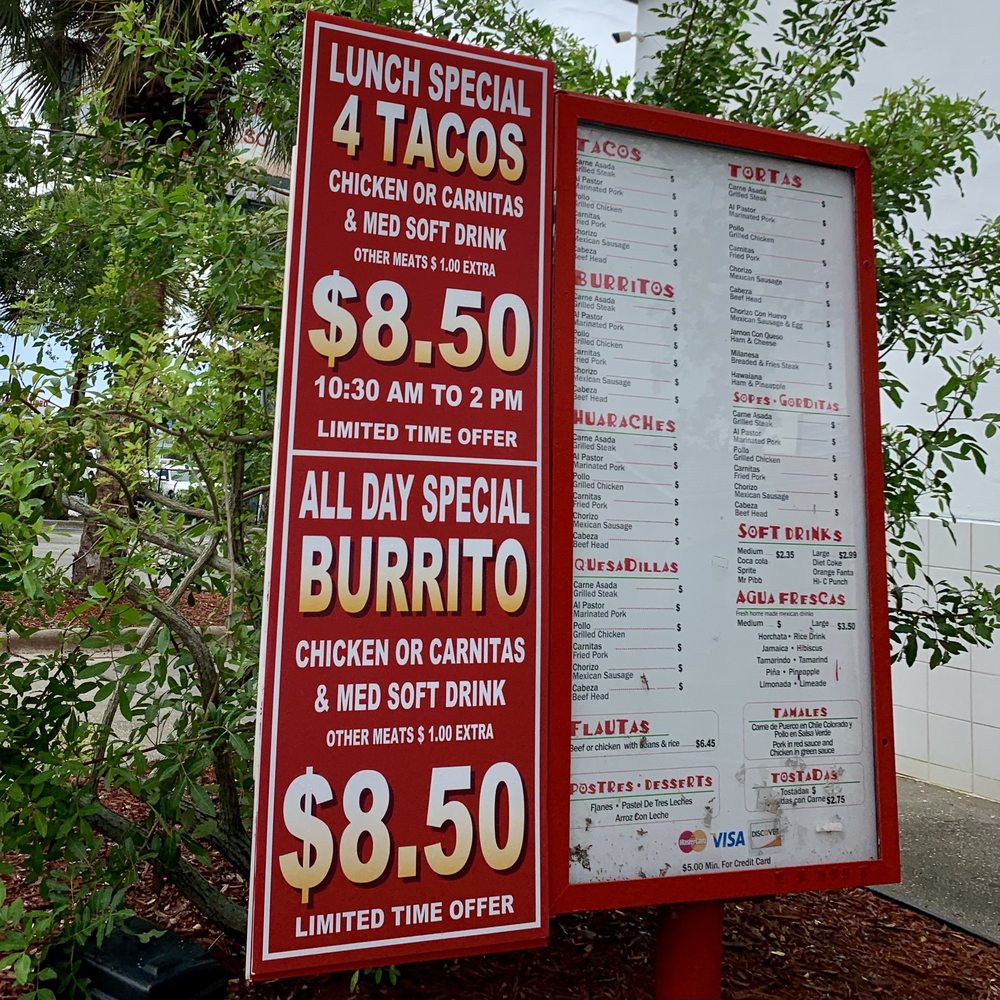 LUNCH SPECIAL
4 TACOS
CHICKEN OR CARNITAS
& MED SOFT DRINK
OTHER MEATS $ 1.00 EXTRA
$8.50
10:30 AM TO 2 PM
LIMITED TIME OFFER
ALL DAY SPECIAL
BURRITO
CHICKEN OR CARNITAS
& MED SOFT DRINK
OTHER MEATS $ 1.00 EXTRA
$8.50
LIMITED TIME OFFER
TACOS
Carne Asada
Grilled Steak $
Al Pastor
Marinated Pork $
Pollo
Grilled Chicken $
Carnitas
Fried Pork $
Chorizo
Mexican Sausage $
Cabeza
Beef Head $
BURRITOS
Carne Asada
Grilled Steak $
Al Pastor
Marinated Pork $
Pollo
Grilled Chicken $
Carnitas
Fried Pork $
Chorizo
Mexican Sausage $
Cabeza
Beef Head $
HUARACHES
Carne Asada
Grilled Steak $
Al Pastor
Marinated Pork $
Pollo
Grilled Chicken $
Carnitas
Fried Pork $
Chorizo
Mexican Sausage $
Cabeza
Beef Head $
QUESADILLAS
Carne Asada
Grilled Steak $
Al Pastor
Marinated Pork $
Pollo
Grilled Chicken $
Carnitas
Fried Pork $
Chorizo
Mexican Sausage $
Cabeza
Beef Head $
FLAUTAS
Beef or chicken with beans & rice $6.45
POSTRES • DESSERTS
Flanes • Pastel De Tres Leches
Arroz Con Leche
TORTAS
Carne Asada
Grilled Steak $
Al Pastor
Marinated Pork $
Pollo
Grilled Chicken $
Carnitas
Fried Pork $
Chorizo
Mexican Sausage $
Cabeza
Beef Head $
Chorizo Con Huevo
Mexican Sausage & Egg $
Jamon Con Queso
Ham & Cheese $
Milanesa
Breaded & Fries Steak $
Hawaiana
Ham & Pineapple $
SOPES • GORDITAS
Carne Asada
Grilled Steak $
Al Pastor
Marinated Pork $
Pollo
Grilled Chicken $
Carnitas
Fried Pork $
Chorizo
Mexican Sausage $
Cabeza
Beef Head $
SOFT DRINKS
Medium $2.35 Large $2.99
Coca cola Diet Coke
Sprite Orange Fanta
Mr Pibb Hi- C Punch
AGUA FRESCAS
Fresh home made mexican drinks
Medium $ Large $3.50
Horchata • Rice Drink
Jamaica • Hibiscus
Tamarindo • Tamarind
Piña • Pineapple
Limonada • Limeade
TAMALES
Carne de Puerco en Chile Colorado y
Pollo en Salsa Verde
Pork in red sauce and
Chicken in green sauce
TOSTADAS
Tostadas $
con Carne $2.75
MasterCard VISA DISCOVER
$5.00 Min. For Credit Card